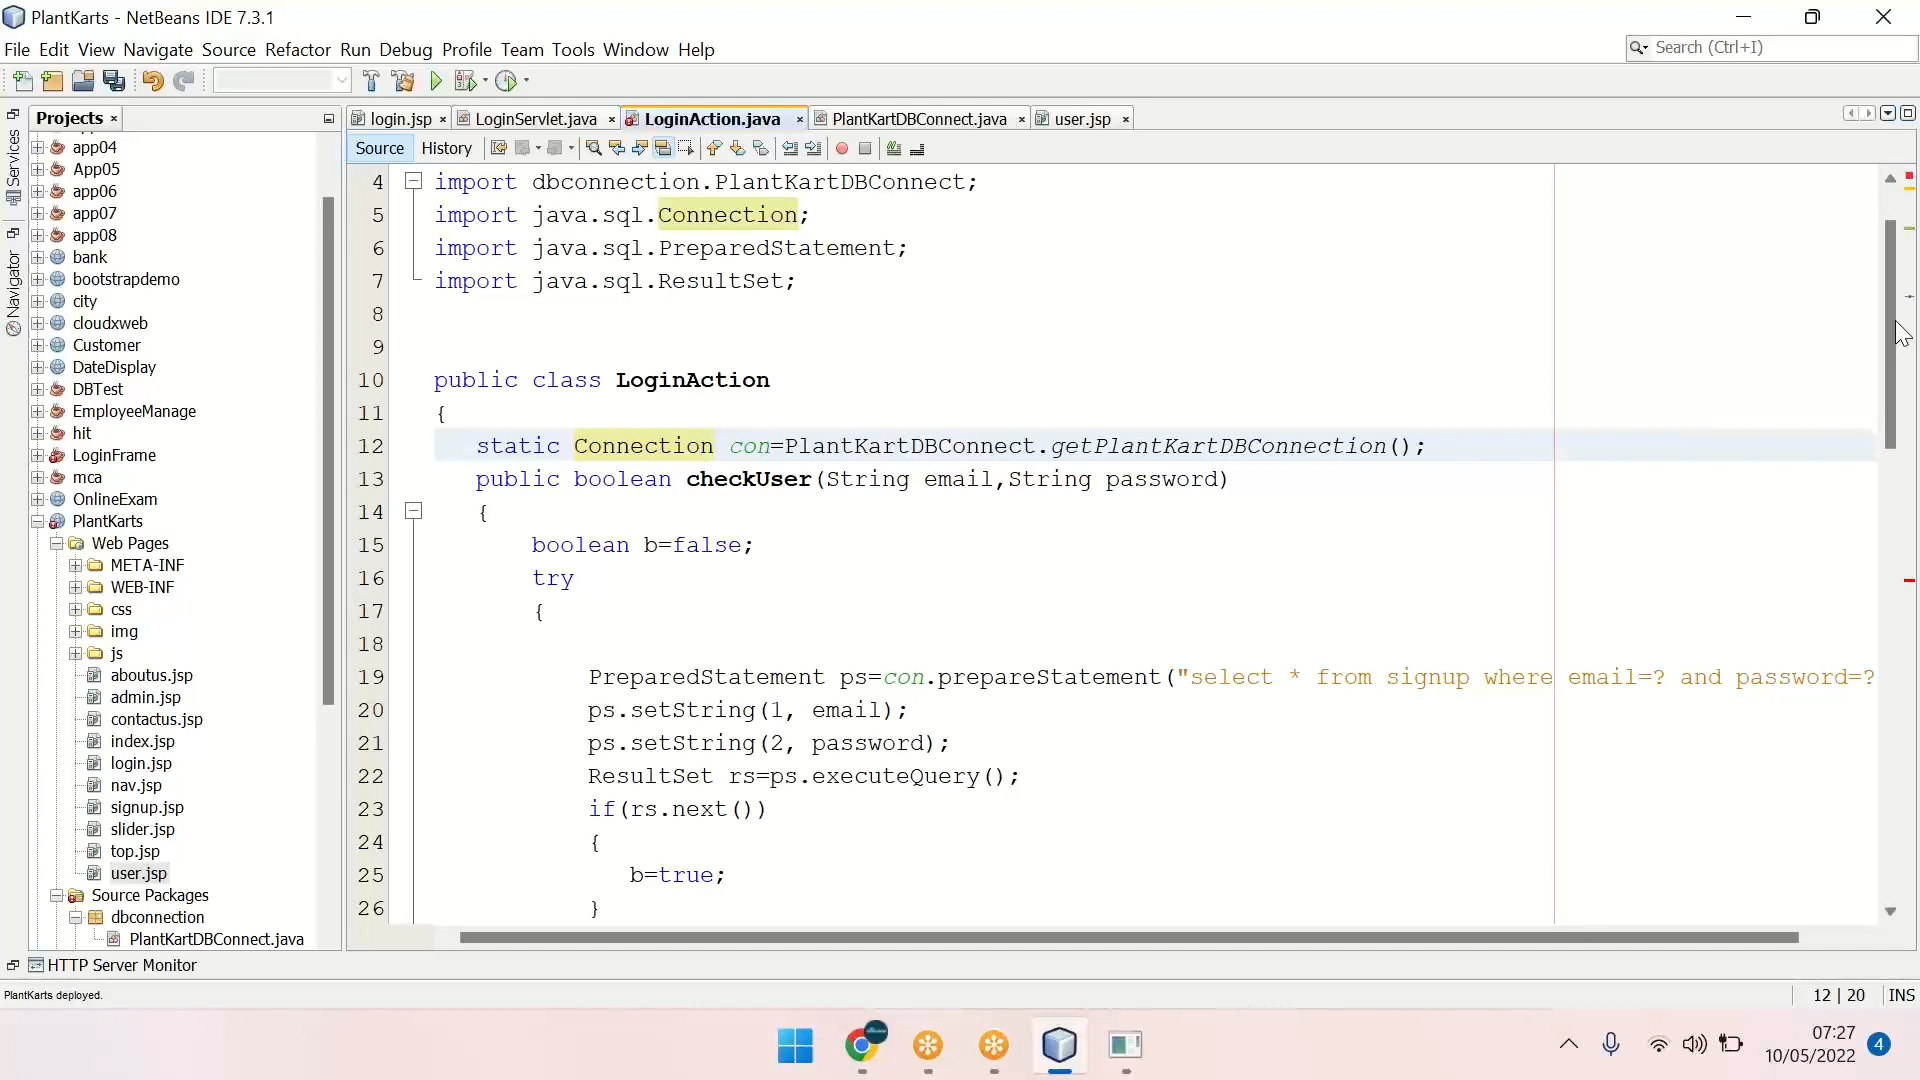 PlantKarts - NetBeans IDE 7.3.1
File Edit View Navigate Source Refactor Run Debug Profile Team Tools Window Help
Search (Ctrl+I)
Services
Navigator
Projects
app04
App05
app06
app07
app08
bank
bootstrapdemo
city
cloudxweb
Customer
DateDisplay
DBTest
EmployeeManage
hit
LoginFrame
mca
OnlineExam
PlantKarts
Web Pages
META-INF
WEB-INF
css
img
js
aboutus.jsp
admin.jsp
contactus.jsp
index.jsp
login.jsp
nav.jsp
signup.jsp
slider.jsp
top.jsp
user.jsp
Source Packages
dbconnection
PlantKartDBConnect.java
login.jsp LoginServlet.java LoginAction.java PlantKartDBConnect.java user.jsp
Source History
4 import dbconnection.PlantKartDBConnect;
5 import java.sql.Connection;
6 import java.sql.PreparedStatement;
7 import java.sql.ResultSet;
8
9
10 public class LoginAction
11 {
12 static Connection con=PlantKartDBConnect.getPlantKartDBConnection();
13 public boolean checkUser(String email,String password)
14 {
15 boolean b=false;
16 try
17 {
18
19 PreparedStatement ps=con.prepareStatement("select * from signup where email=? and password=?
20 ps.setString(1, email);
21 ps.setString(2, password);
22 ResultSet rs=ps.executeQuery();
23 if(rs.next())
24 {
25 b=true;
26 }
HTTP Server Monitor
PlantKarts deployed.
12 | 20 INS
07:27
10/05/2022
4